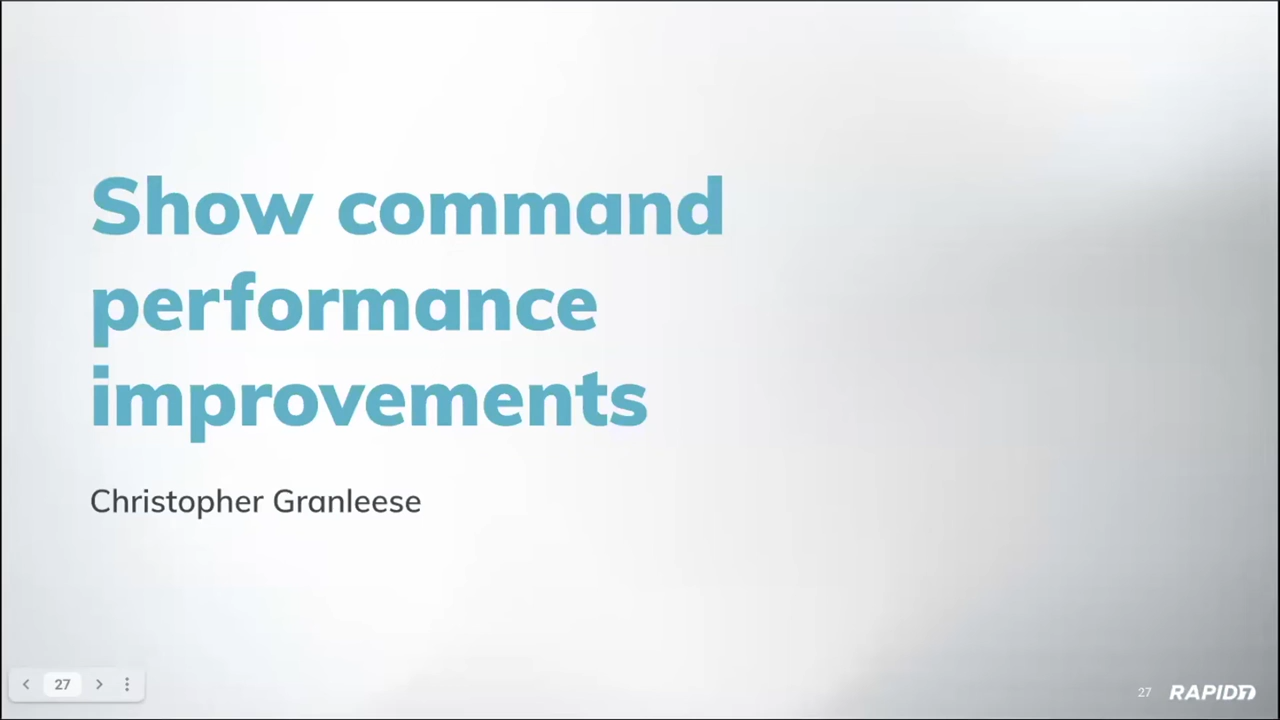 Show command
performance
improvements
Christopher Granleese
27
27 RAPID7